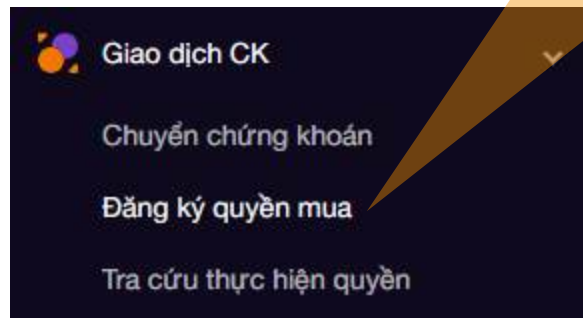 Giao dịch CK
Chuyển chứng khoán
Đăng ký quyền mua
Tra cứu thực hiện quyền